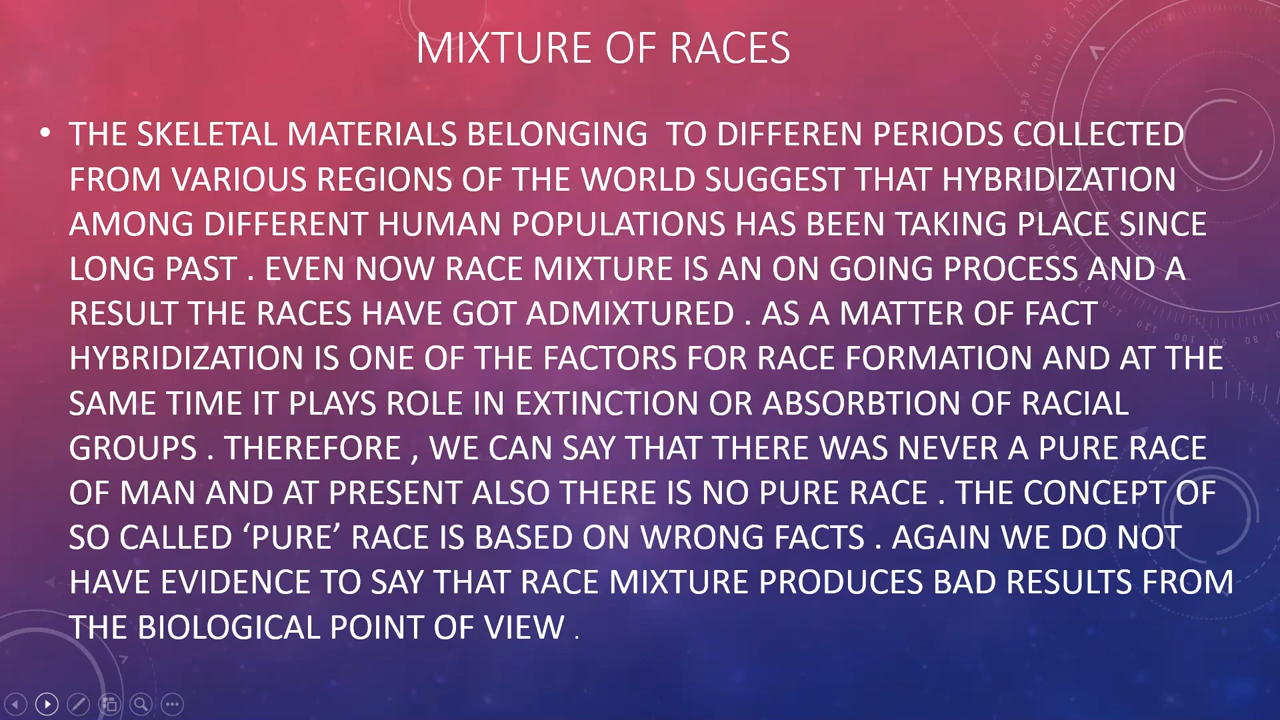 MIXTURE OF RACES
• THE SKELETAL MATERIALS BELONGING  TO DIFFEREN PERIODS COLLECTED
FROM VARIOUS REGIONS OF THE WORLD SUGGEST THAT HYBRIDIZATION
AMONG DIFFERENT HUMAN POPULATIONS HAS BEEN TAKING PLACE SINCE
LONG PAST . EVEN NOW RACE MIXTURE IS AN ON GOING PROCESS AND A
RESULT THE RACES HAVE GOT ADMIXTURED . AS A MATTER OF FACT
HYBRIDIZATION IS ONE OF THE FACTORS FOR RACE FORMATION AND AT THE
SAME TIME IT PLAYS ROLE IN EXTINCTION OR ABSORBTION OF RACIAL
GROUPS . THEREFORE , WE CAN SAY THAT THERE WAS NEVER A PURE RACE
OF MAN AND AT PRESENT ALSO THERE IS NO PURE RACE . THE CONCEPT OF
SO CALLED ‘PURE’ RACE IS BASED ON WRONG FACTS . AGAIN WE DO NOT
HAVE EVIDENCE TO SAY THAT RACE MIXTURE PRODUCES BAD RESULTS FROM
THE BIOLOGICAL POINT OF VIEW .